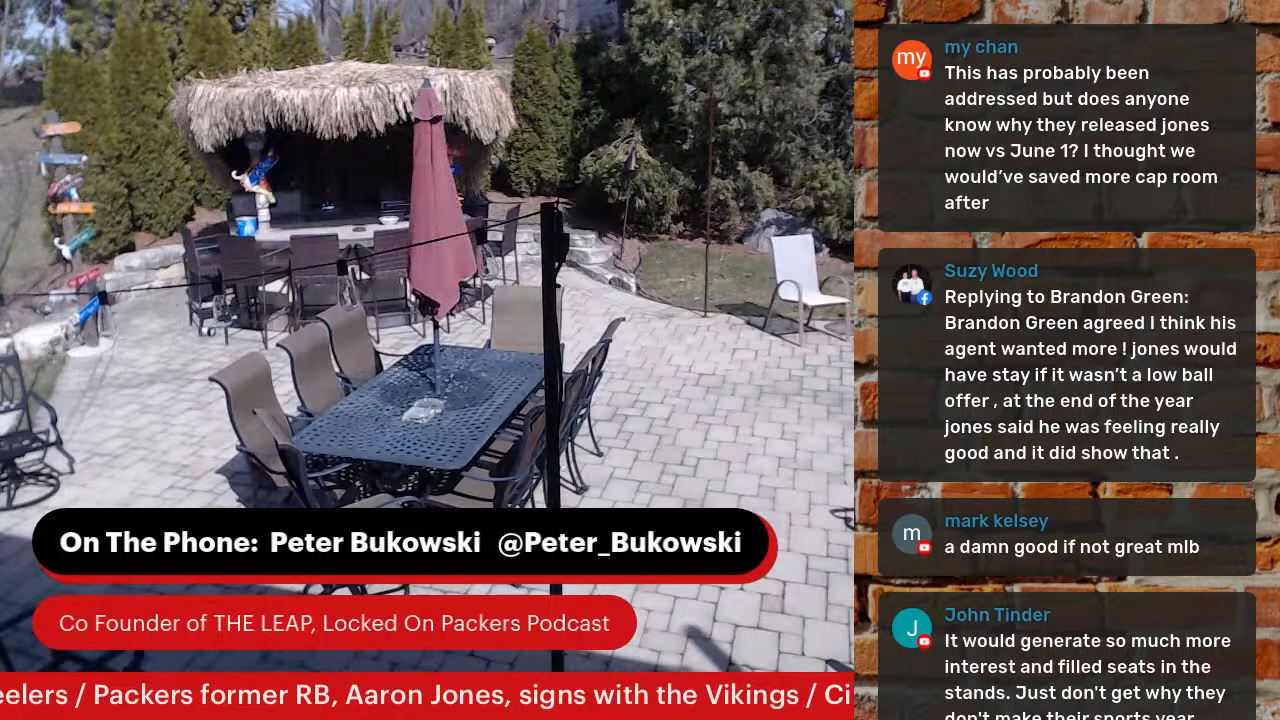 On The Phone: Peter Bukowski @Peter_Bukowski
Co Founder of THE LEAP, Locked On Packers Podcast
eelers / Packers former RB, Aaron Jones, signs with the Vikings / Ci
my
my chan
This has probably been
addressed but does anyone
know why they released jones
now vs June 1? I thought we
would’ve saved more cap room
after
Suzy Wood
Replying to Brandon Green:
Brandon Green agreed I think his
agent wanted more ! jones would
have stay if it wasn’t a low ball
offer , at the end of the year
jones said he was feeling really
good and it did show that .
m
mark kelsey
a damn good if not great mlb
J
John Tinder
It would generate so much more
interest and filled seats in the
stands. Just don't get why they
don't make their sports year